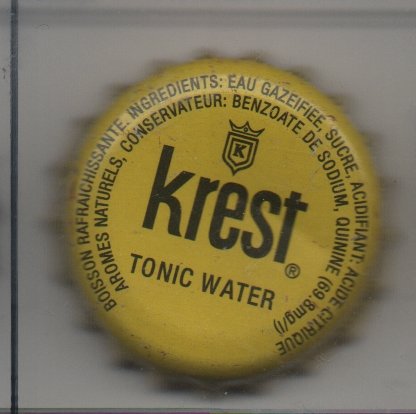 BOISSON RAFRAICHISSANTE. INGREDIENTS: EAU GAZEIFIEE, SUCRE, ACIDIFIANT: ACIDE CITRIQUE
AROMES NATURELS, CONSERVATEUR: BENZOATE DE SODIUM, QUININE (69.8mg/l)
K
krest®
TONIC WATER